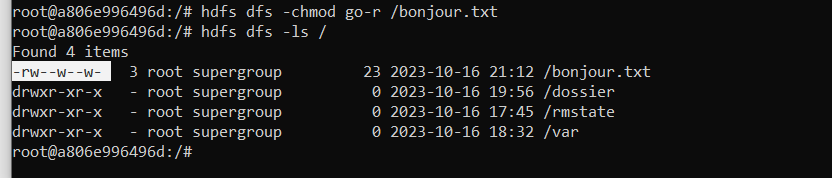 root@a806e996496d:/# hdfs dfs -chmod go-r /bonjour.txt
root@a806e996496d:/# hdfs dfs -ls /
Found 4 items
-rw--w--w-   3 root supergroup         23 2023-10-16 21:12 /bonjour.txt
drwxr-xr-x   - root supergroup          0 2023-10-16 19:56 /dossier
drwxr-xr-x   - root supergroup          0 2023-10-16 17:45 /rmstate
drwxr-xr-x   - root supergroup          0 2023-10-16 18:32 /var
root@a806e996496d:/#